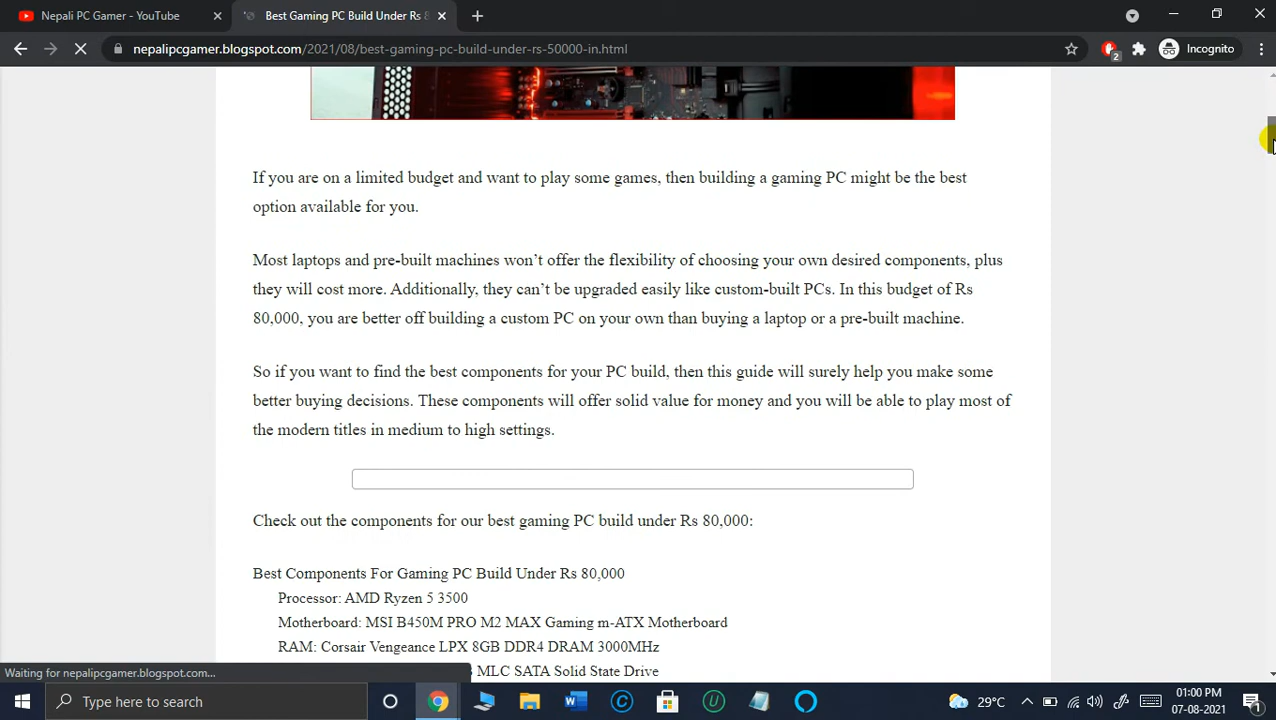 Nepali PC Gamer - YouTube
Best Gaming PC Build Under Rs 8
nepalipcgamer.blogspot.com/2021/08/best-gaming-pc-build-under-rs-50000-in.html
2
Incognito
If you are on a limited budget and want to play some games, then building a gaming PC might be the best
option available for you.
Most laptops and pre-built machines won’t offer the flexibility of choosing your own desired components, plus
they will cost more. Additionally, they can’t be upgraded easily like custom-built PCs. In this budget of Rs
80,000, you are better off building a custom PC on your own than buying a laptop or a pre-built machine.
So if you want to find the best components for your PC build, then this guide will surely help you make some
better buying decisions. These components will offer solid value for money and you will be able to play most of
the modern titles in medium to high settings.
Check out the components for our best gaming PC build under Rs 80,000:
Best Components For Gaming PC Build Under Rs 80,000
Processor: AMD Ryzen 5 3500
Motherboard: MSI B450M PRO M2 MAX Gaming m-ATX Motherboard
RAM: Corsair Vengeance LPX 8GB DDR4 DRAM 3000MHz
MLC SATA Solid State Drive
Waiting for nepalipcgamer.blogspot.com...
Type here to search
29°C
01:00 PM
07-08-2021
1